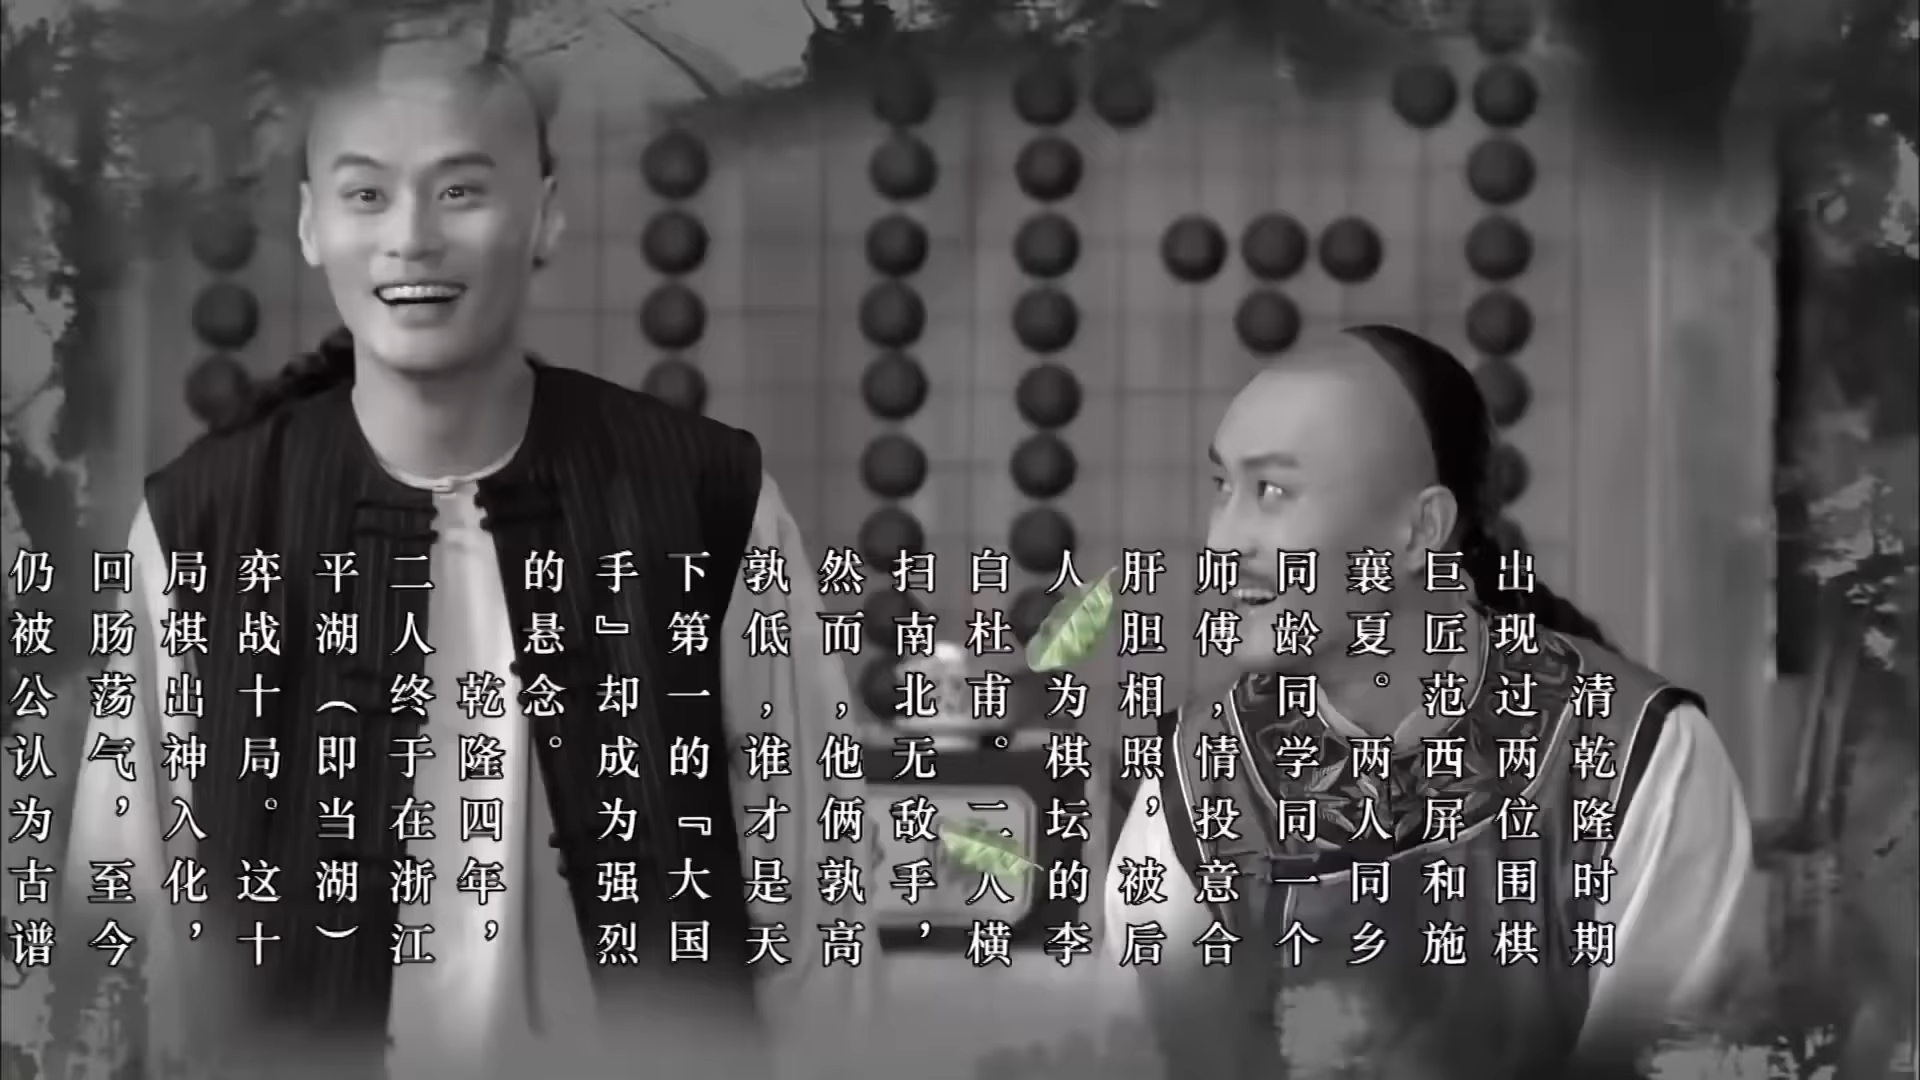 清乾隆时期
出现过两位围棋
巨匠范西屏和施
襄夏。两人同乡
同龄同学同一个
师傅,情投意合
肝胆相照,被后
人为棋坛的李
白杜甫。二人横
扫南北无敌手,
然而,他俩孰高
孰低,谁才是天
下第一的『大国
手』却成为强烈
的悬念。
乾隆四年,
二人终于在浙江
平湖(即当湖)
弈战十局。这十
局棋出神入化,
回肠荡气,至今
仍被公认为古谱